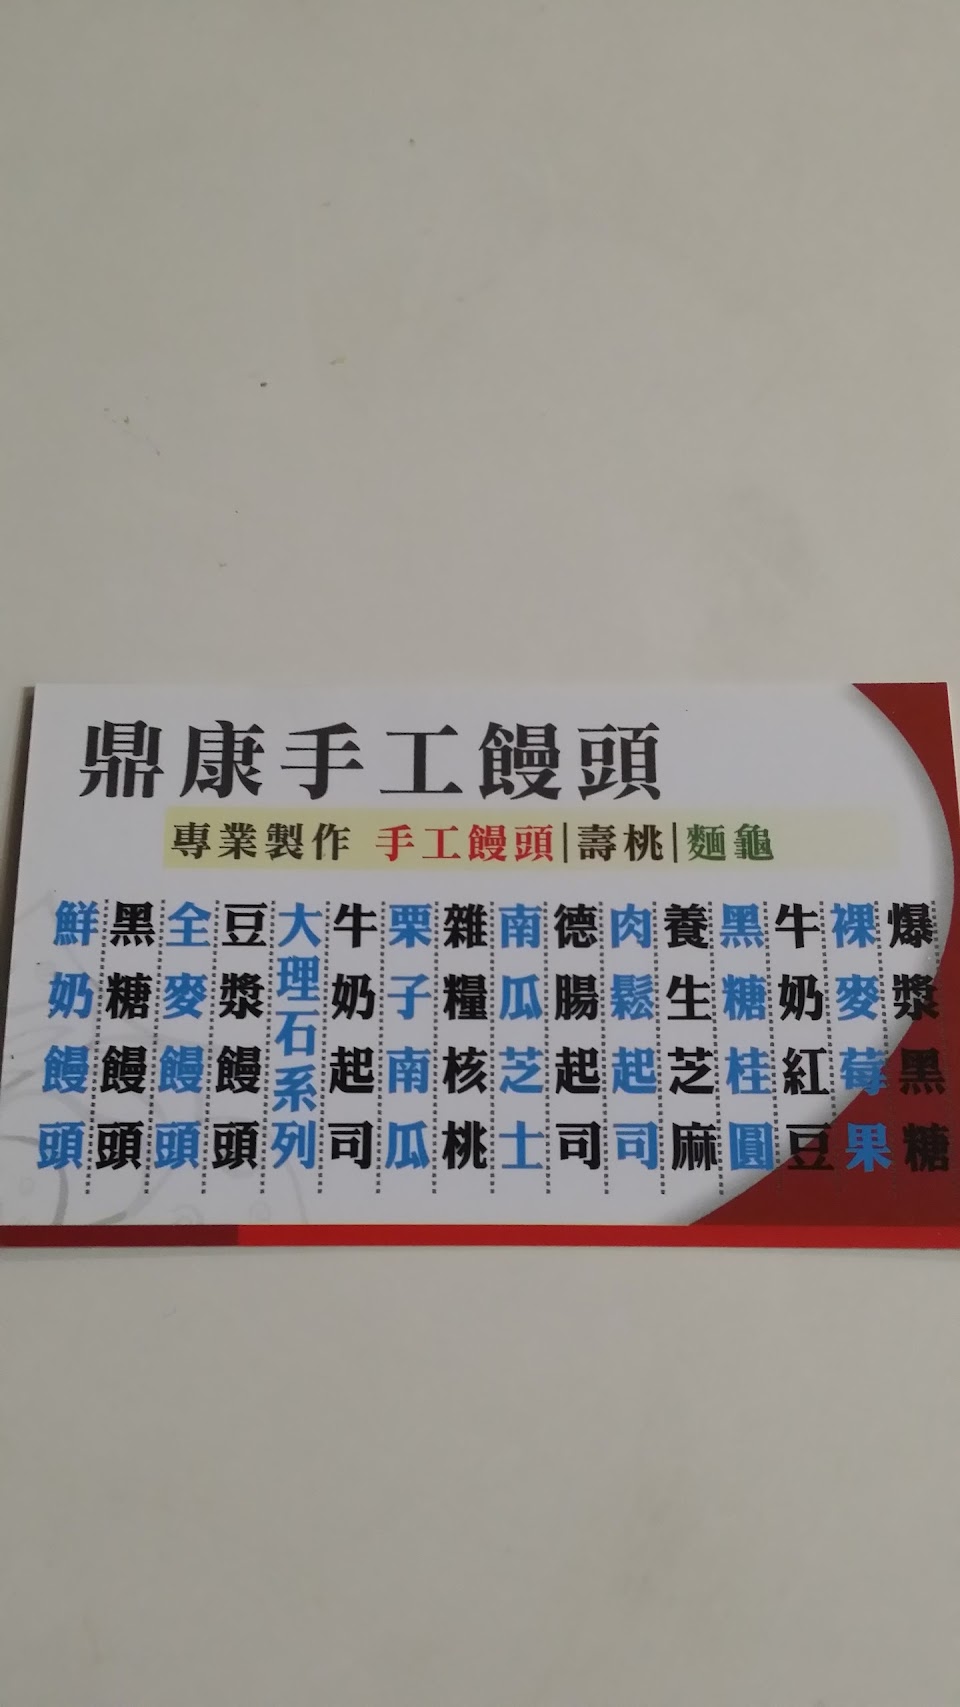 鼎康手工饅頭
專業製作 手工饅頭|壽桃|麵龜
爆漿黑糖
裸麥莓果
牛奶紅豆
黑糖桂圓
養生芝麻
肉鬆起司
德腸起司
南瓜芝士
雜糧核桃
栗子南瓜
牛奶起司
大理石系列
豆漿饅頭
全麥饅頭
黑糖饅頭
鮮奶饅頭